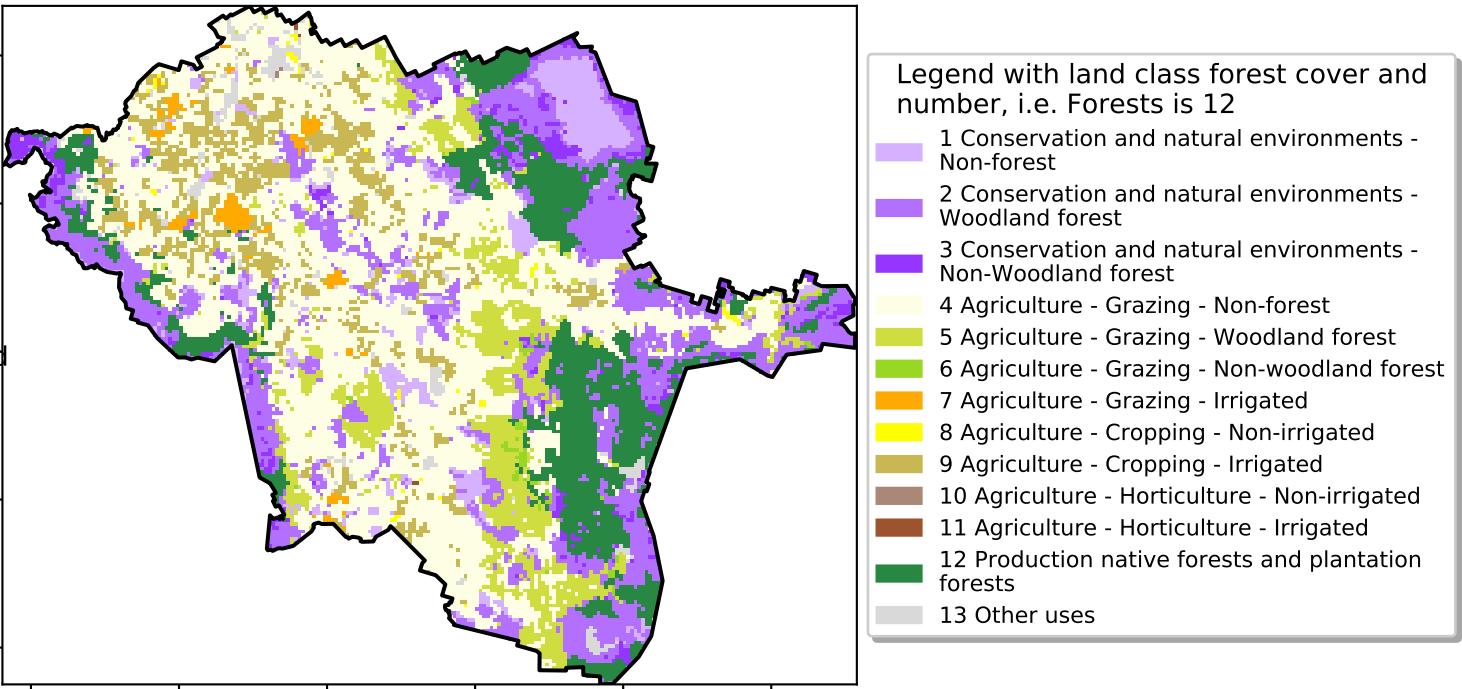 Legend with land class forest cover and
number, i.e. Forests is 12
1 Conservation and natural environments -
Non-forest
2 Conservation and natural environments -
Woodland forest
3 Conservation and natural environments -
Non-Woodland forest
4 Agriculture - Grazing - Non-forest
5 Agriculture - Grazing - Woodland forest
6 Agriculture - Grazing - Non-woodland forest
7 Agriculture - Grazing - Irrigated
8 Agriculture - Cropping - Non-irrigated
9 Agriculture - Cropping - Irrigated
10 Agriculture - Horticulture - Non-irrigated
11 Agriculture - Horticulture - Irrigated
12 Production native forests and plantation
forests
13 Other uses